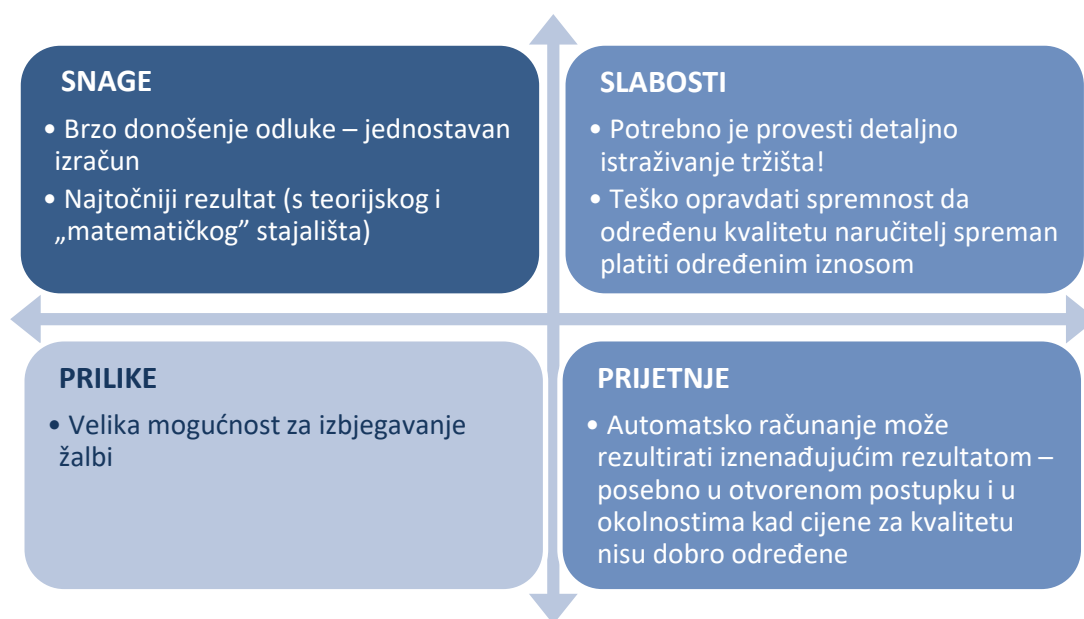 SNAGE
• Brzo donošenje odluke – jednostavan
izračun
• Najtočniji rezultat (s teorijskog i
„matematičkog” stajališta)
SLABOSTI
• Potrebno je provesti detaljno
istraživanje tržišta!
• Teško opravdati spremnost da
određenu kvalitetu naručitelj spreman
platiti određenim iznosom
PRILIKE
• Velika mogućnost za izbjegavanje
žalbi
PRIJETNJE
• Automatsko računanje može
rezultirati iznenađujućim rezultatom –
posebno u otvorenom postupku i u
okolnostima kad cijene za kvalitetu
nisu dobro određene